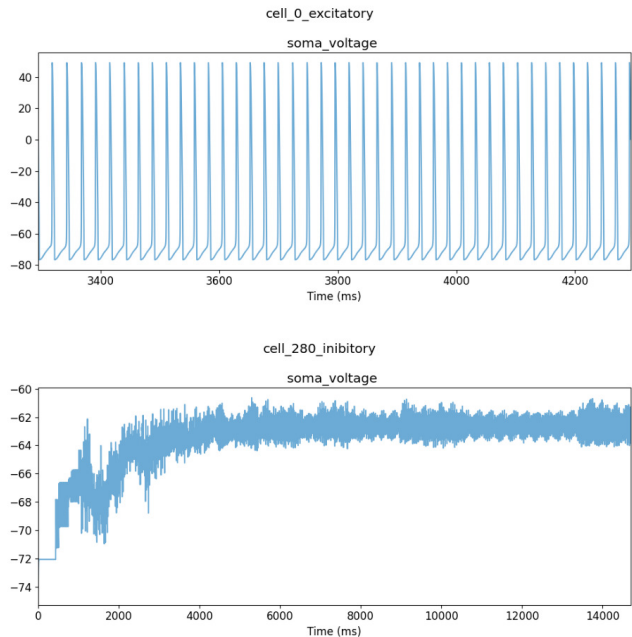 cell_0_excitatory
soma_voltage
40
20
0
−20
−40
−60
−80
3400 3600 3800 4000 4200
Time (ms)
cell_280_inibitory
soma_voltage
−60
−62
−64
−66
−68
−70
−72
−74
0 2000 4000 6000 8000 10000 12000 14000
Time (ms)